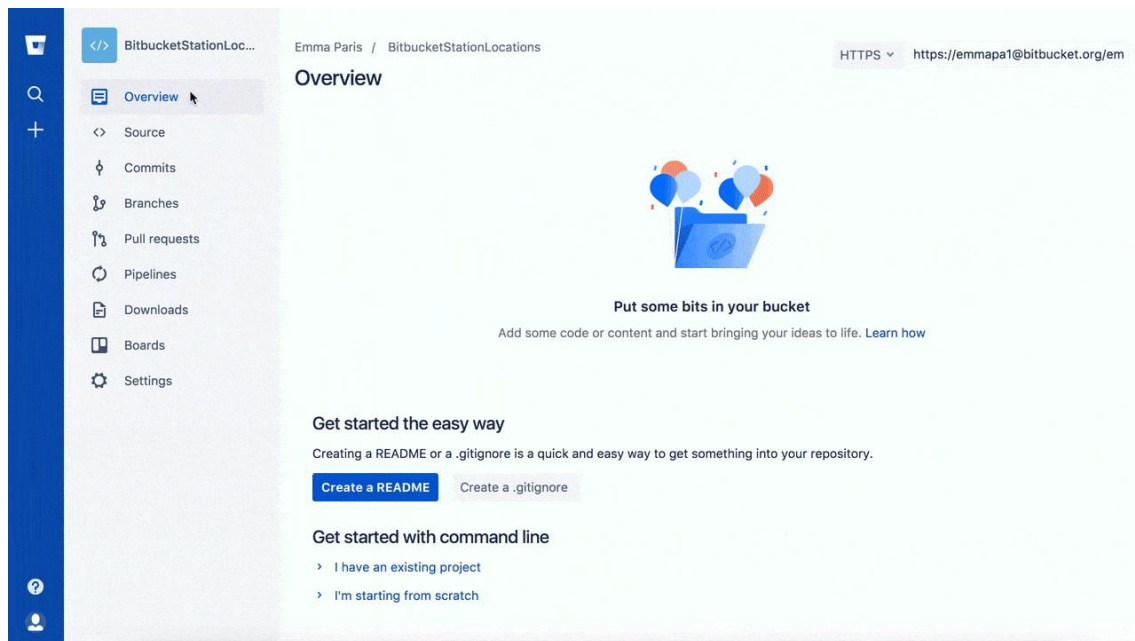 BitbucketStationLoc...
Overview
Source
Commits
Branches
Pull requests
Pipelines
Downloads
Boards
Settings
Emma Paris / BitbucketStationLocations
Overview
HTTPS https://emmapa1@bitbucket.org/em
Put some bits in your bucket
Add some code or content and start bringing your ideas to life. Learn how
Get started the easy way
Creating a README or a .gitignore is a quick and easy way to get something into your repository.
Create a README Create a .gitignore
Get started with command line
I have an existing project
I'm starting from scratch